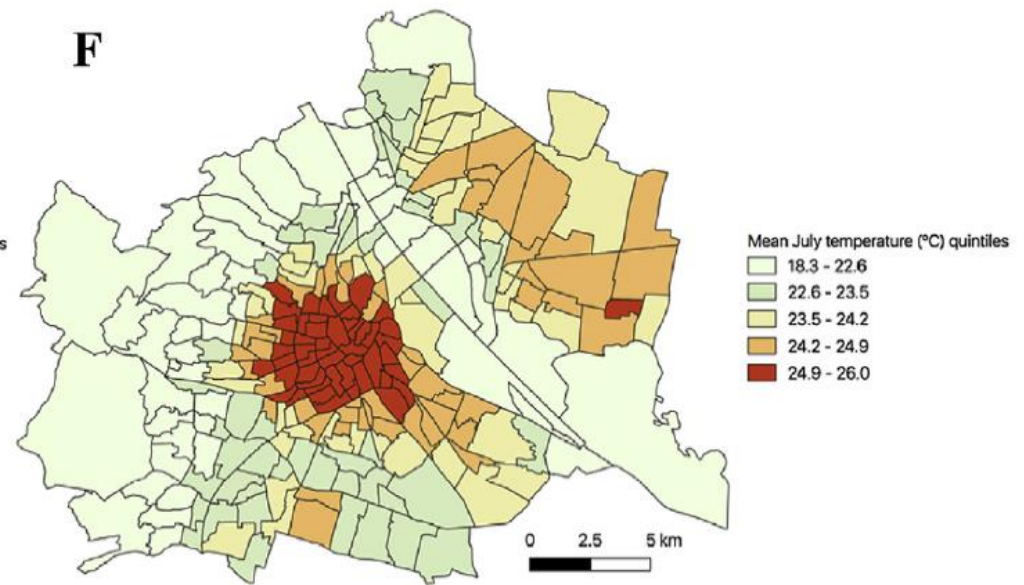 F
s
Mean July temperature (°C) quintiles
18.3 - 22.6
22.6 - 23.5
23.5 - 24.2
24.2 - 24.9
24.9 - 26.0
0 2.5 5 km